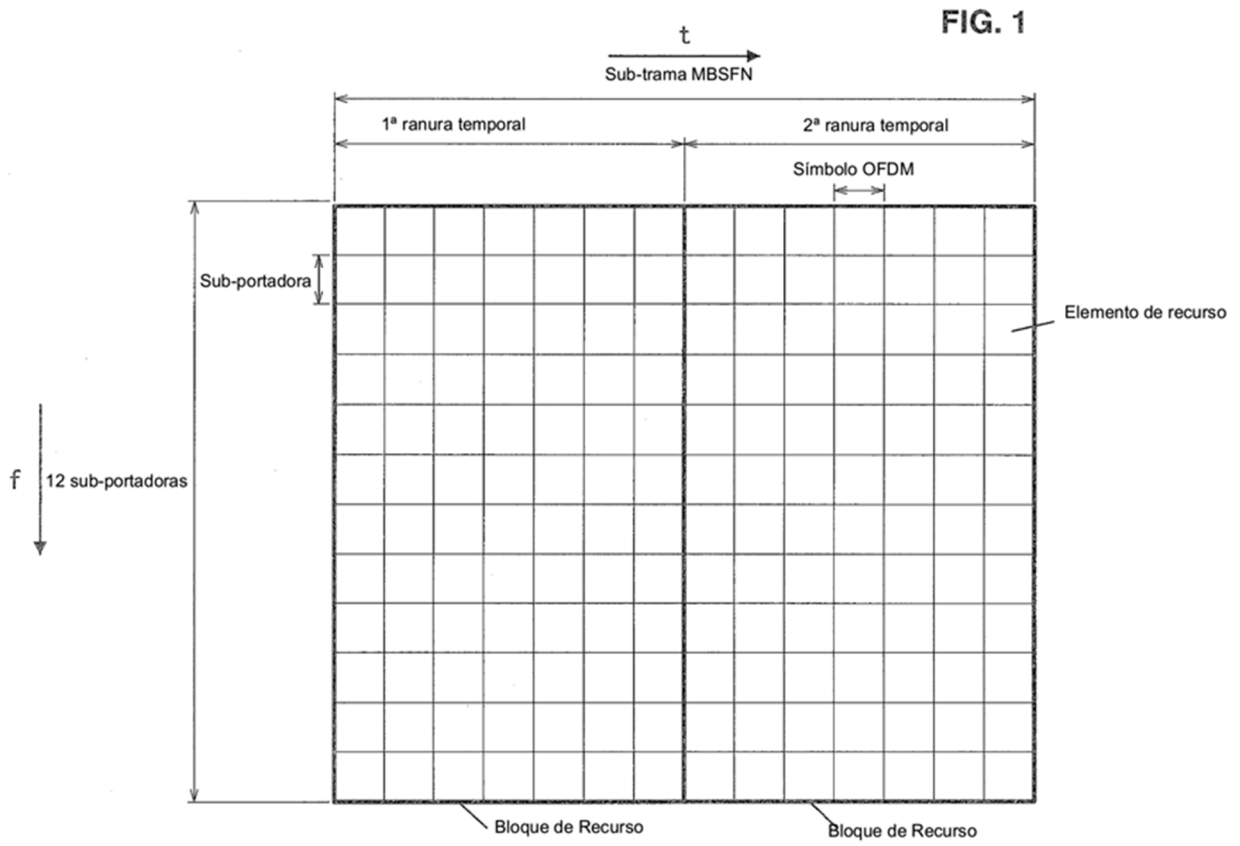 FIG. 1
t
Sub-trama MBSFN
1ª ranura temporal
2ª ranura temporal
Símbolo OFDM
Sub-portadora
Elemento de recurso
f
12 sub-portadoras
Bloque de Recurso
Bloque de Recurso